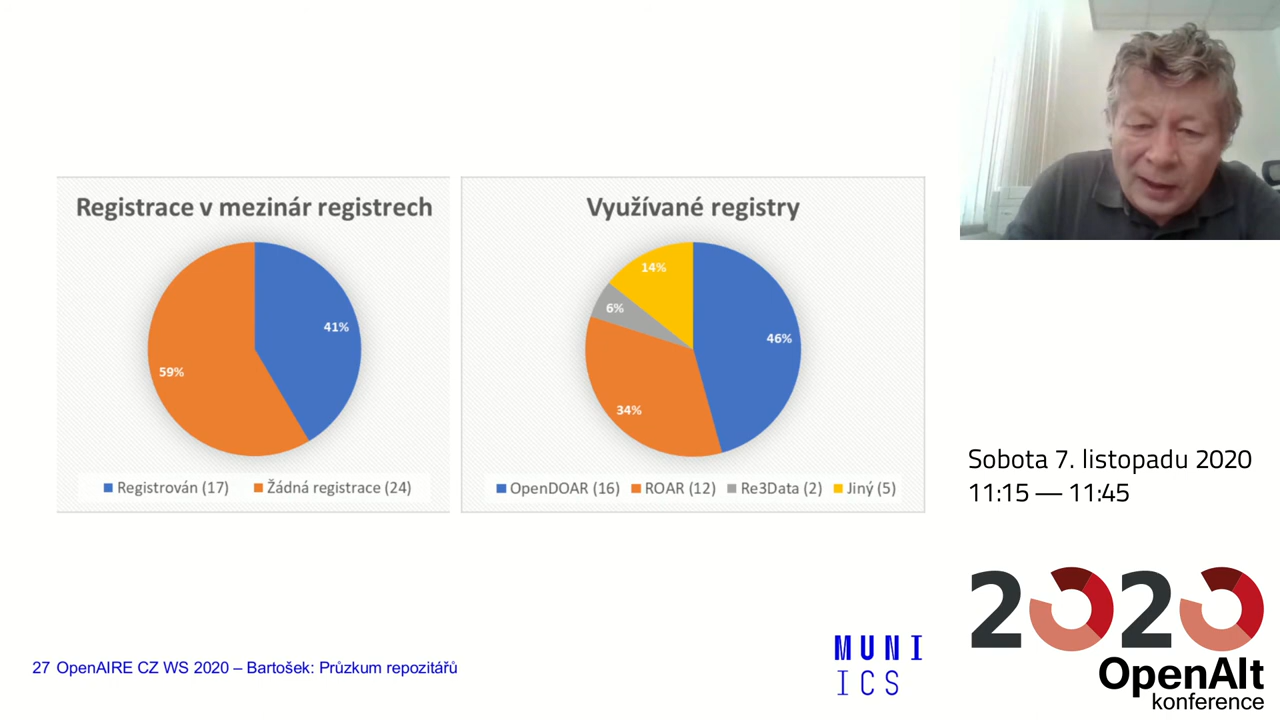 Registrace v mezinár registrech
41%
59%
Registrován (17) Žádná registrace (24)
Využívané registry
14%
6%
46%
34%
OpenDOAR (16) ROAR (12) Re3Data (2) Jiný (5)
Sobota 7. listopadu 2020
11:15 — 11:45
2020
OpenAlt
konference
MUNI
ICS
27 OpenAIRE CZ WS 2020 – Bartošek: Průzkum repozitářů